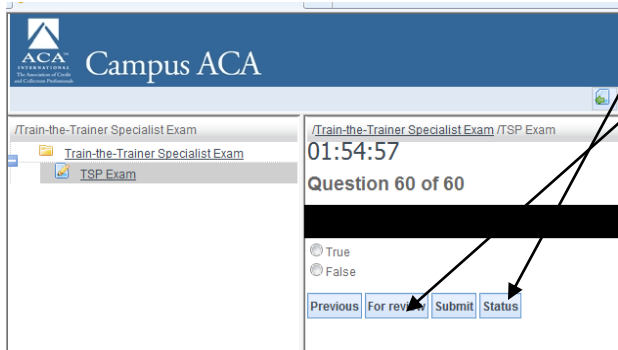 ACA
INTERNATIONAL
The Association of Credit
and Collection Professionals
Campus ACA
/Train-the-Trainer Specialist Exam
Train-the-Trainer Specialist Exam
TSP Exam
/Train-the-Trainer Specialist Exam /TSP Exam
01:54:57
Question 60 of 60
True
False
Previous For review Submit Status